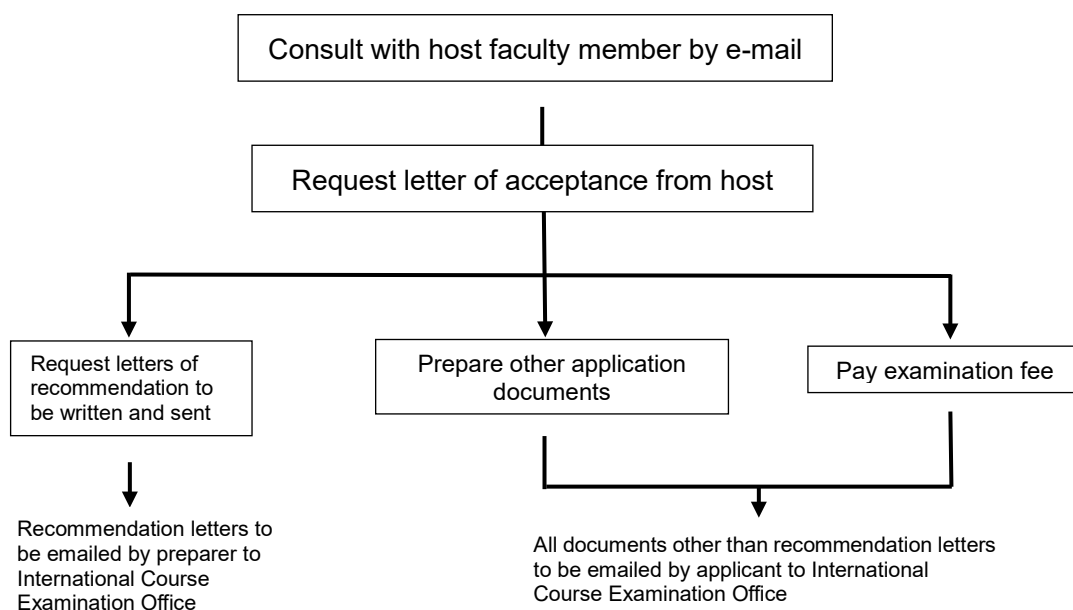 Consult with host faculty member by e-mail
Request letter of acceptance from host
Request letters of
recommendation to
be written and sent
Prepare other application
documents
Pay examination fee
Recommendation letters to
be emailed by preparer to
International Course
Examination Office
All documents other than recommendation letters
to be emailed by applicant to International
Course Examination Office